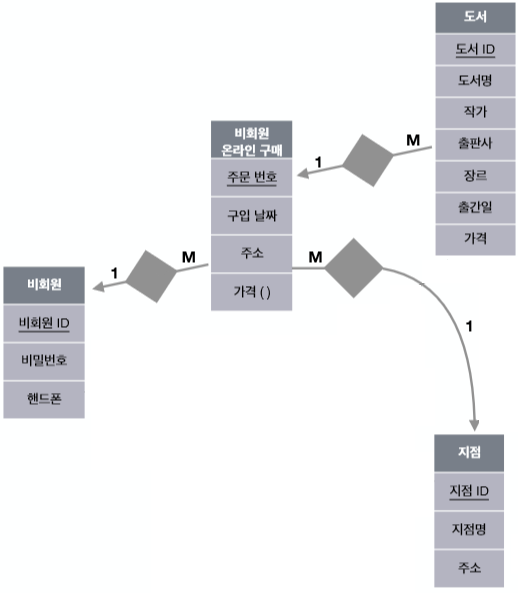 도서
도서 ID
도서명
작가
출판사
장르
출간일
가격
M
1
비회원
온라인 구매
주문 번호
구입 날짜
주소
가격 ( )
M
1
비회원
비회원 ID
비밀번호
핸드폰
M
1
지점
지점 ID
지점명
주소